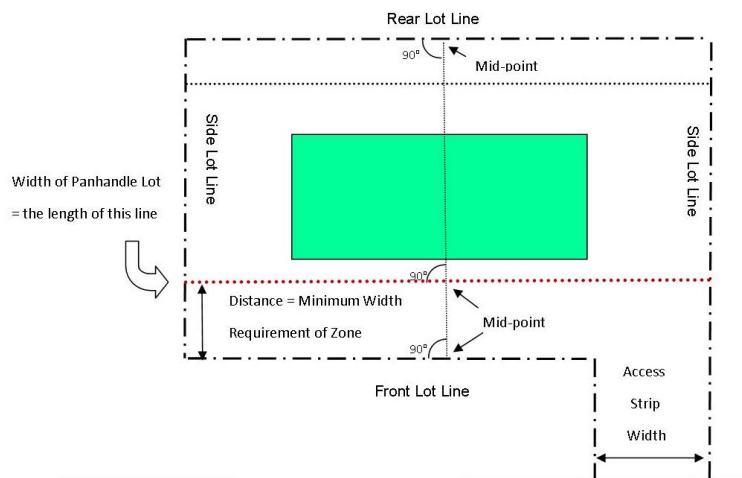 Rear Lot Line
90°
Mid-point
Side Lot Line
Side Lot Line
Width of Panhandle Lot
= the length of this line
90°
Distance = Minimum Width
Requirement of Zone
Mid-point
90°
Front Lot Line
Access
Strip
Width